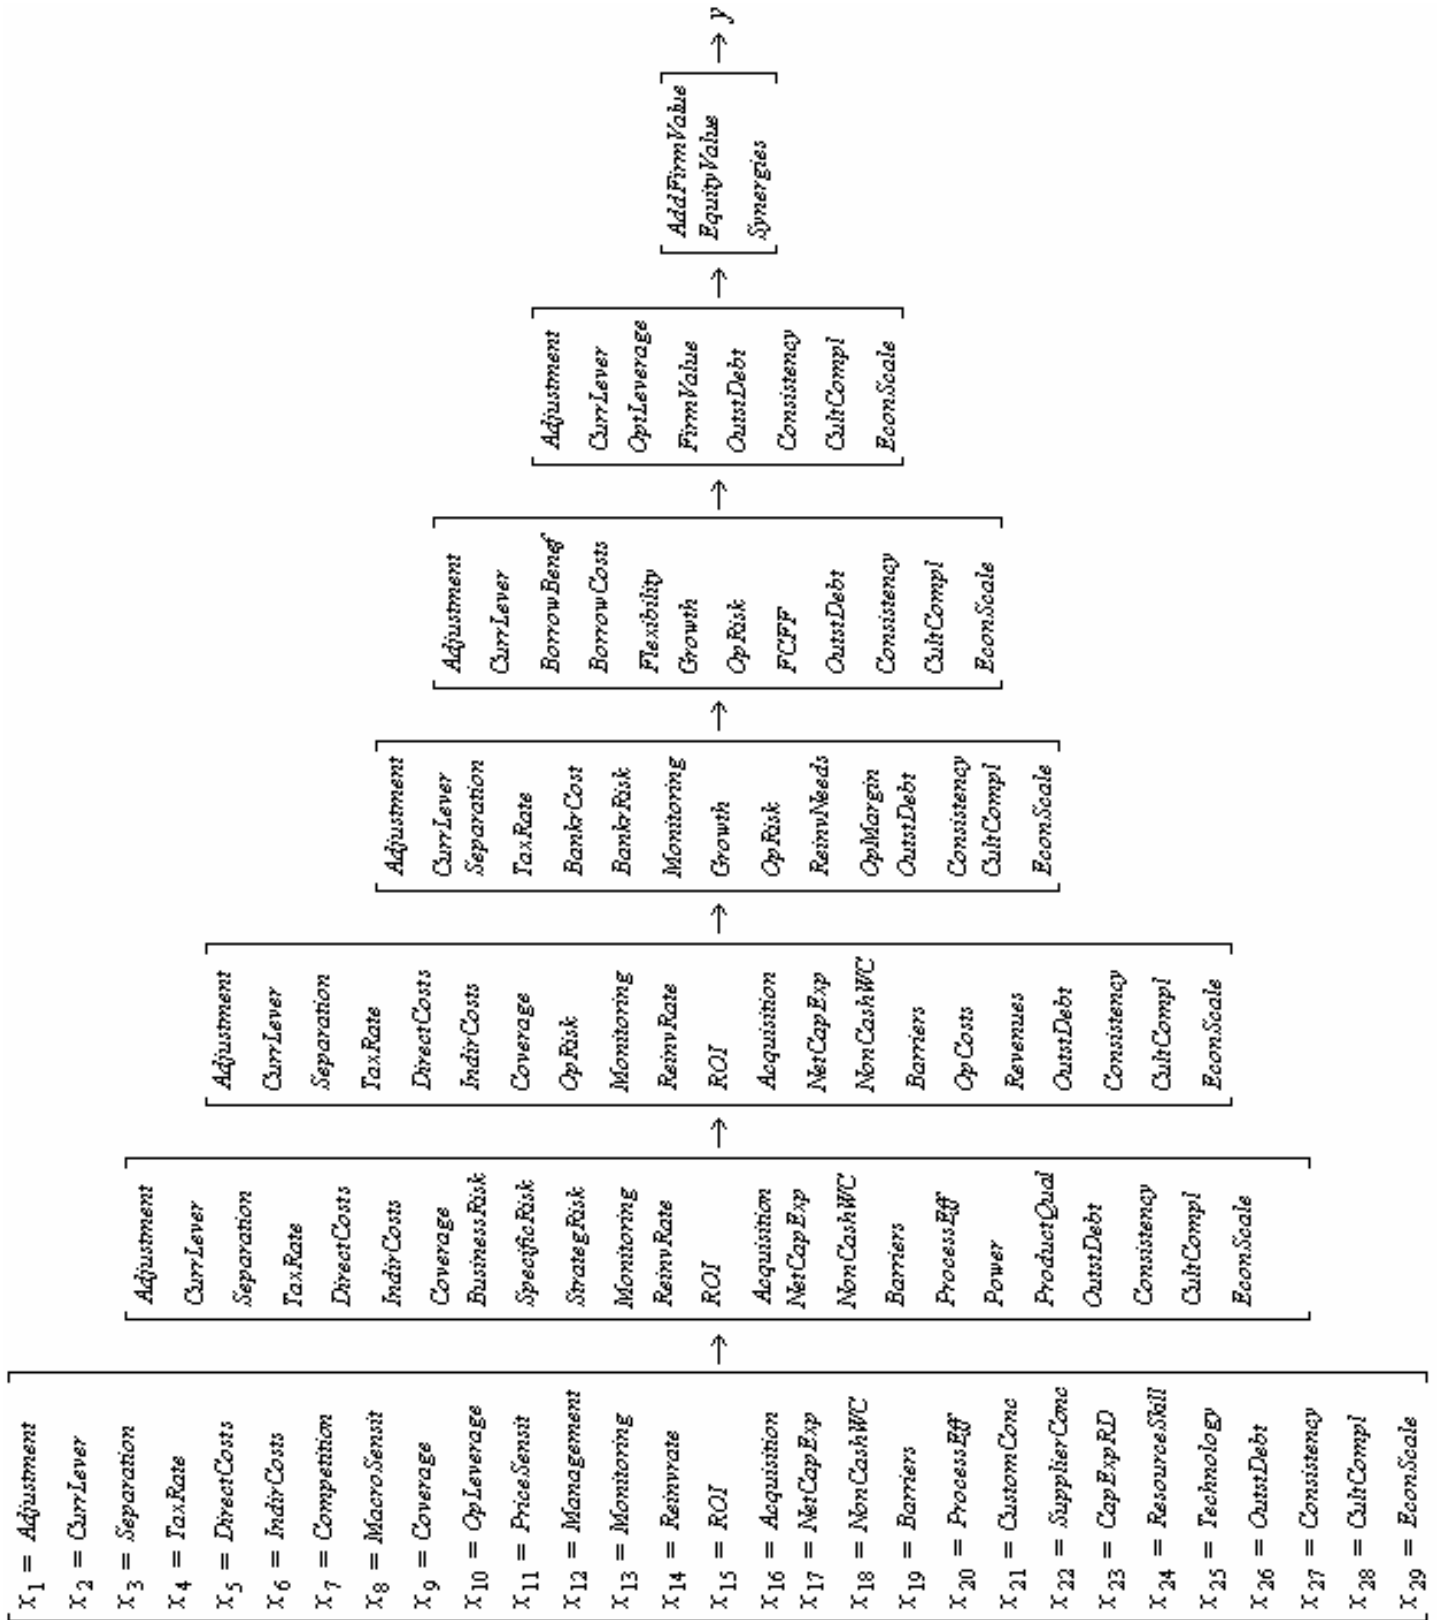 x1 = Adjustment
x2 = CurrLever
x3 = Separation
x4 = TaxRate
x5 = DirectCosts
x6 = IndirCosts
x7 = Competition
x8 = MacroSensit
x9 = Coverage
x10 = OpLeverage
x11 = PriceSensit
x12 = Management
x13 = Monitoring
x14 = Reinvrate
x15 = ROI
x16 = Acquisition
x17 = NetCapExp
x18 = NonCashWC
x19 = Barriers
x20 = ProcessEff
x21 = CustomConc
x22 = SupplierConc
x23 = CapExpRD
x24 = ResourceSkill
x25 = Technology
x26 = OutstDebt
x27 = Consistency
x28 = CultCompl
x29 = EconScale
→
Adjustment
CurrLever
Separation
TaxRate
DirectCosts
IndirCosts
Coverage
BusinessRisk
SpecificRisk
StrategRisk
Monitoring
ReinvRate
ROI
Acquisition
NetCapExp
NonCashWC
Barriers
ProcessEff
Power
ProductQual
OutstDebt
Consistency
CultCompl
EconScale
→
Adjustment
CurrLever
Separation
TaxRate
DirectCosts
IndirCosts
Coverage
OpRisk
Monitoring
ReinvRate
ROI
Acquisition
NetCapExp
NonCashWC
Barriers
OpCosts
Revenues
OutstDebt
Consistency
CultCompl
EconScale
→
Adjustment
CurrLever
Separation
TaxRate
BankrCost
BankrRisk
Monitoring
Growth
OpRisk
ReinvNeeds
OpMargin
OutstDebt
Consistency
CultCompl
EconScale
→
Adjustment
CurrLever
BorrowBenef
BorrowCosts
Flexibility
Growth
OpRisk
FCFF
OutstDebt
Consistency
CultCompl
EconScale
→
Adjustment
CurrLever
OptLeverage
FirmValue
OutstDebt
Consistency
CultCompl
EconScale
→
AddFirmValue
EquityValue
Synergies
→ y